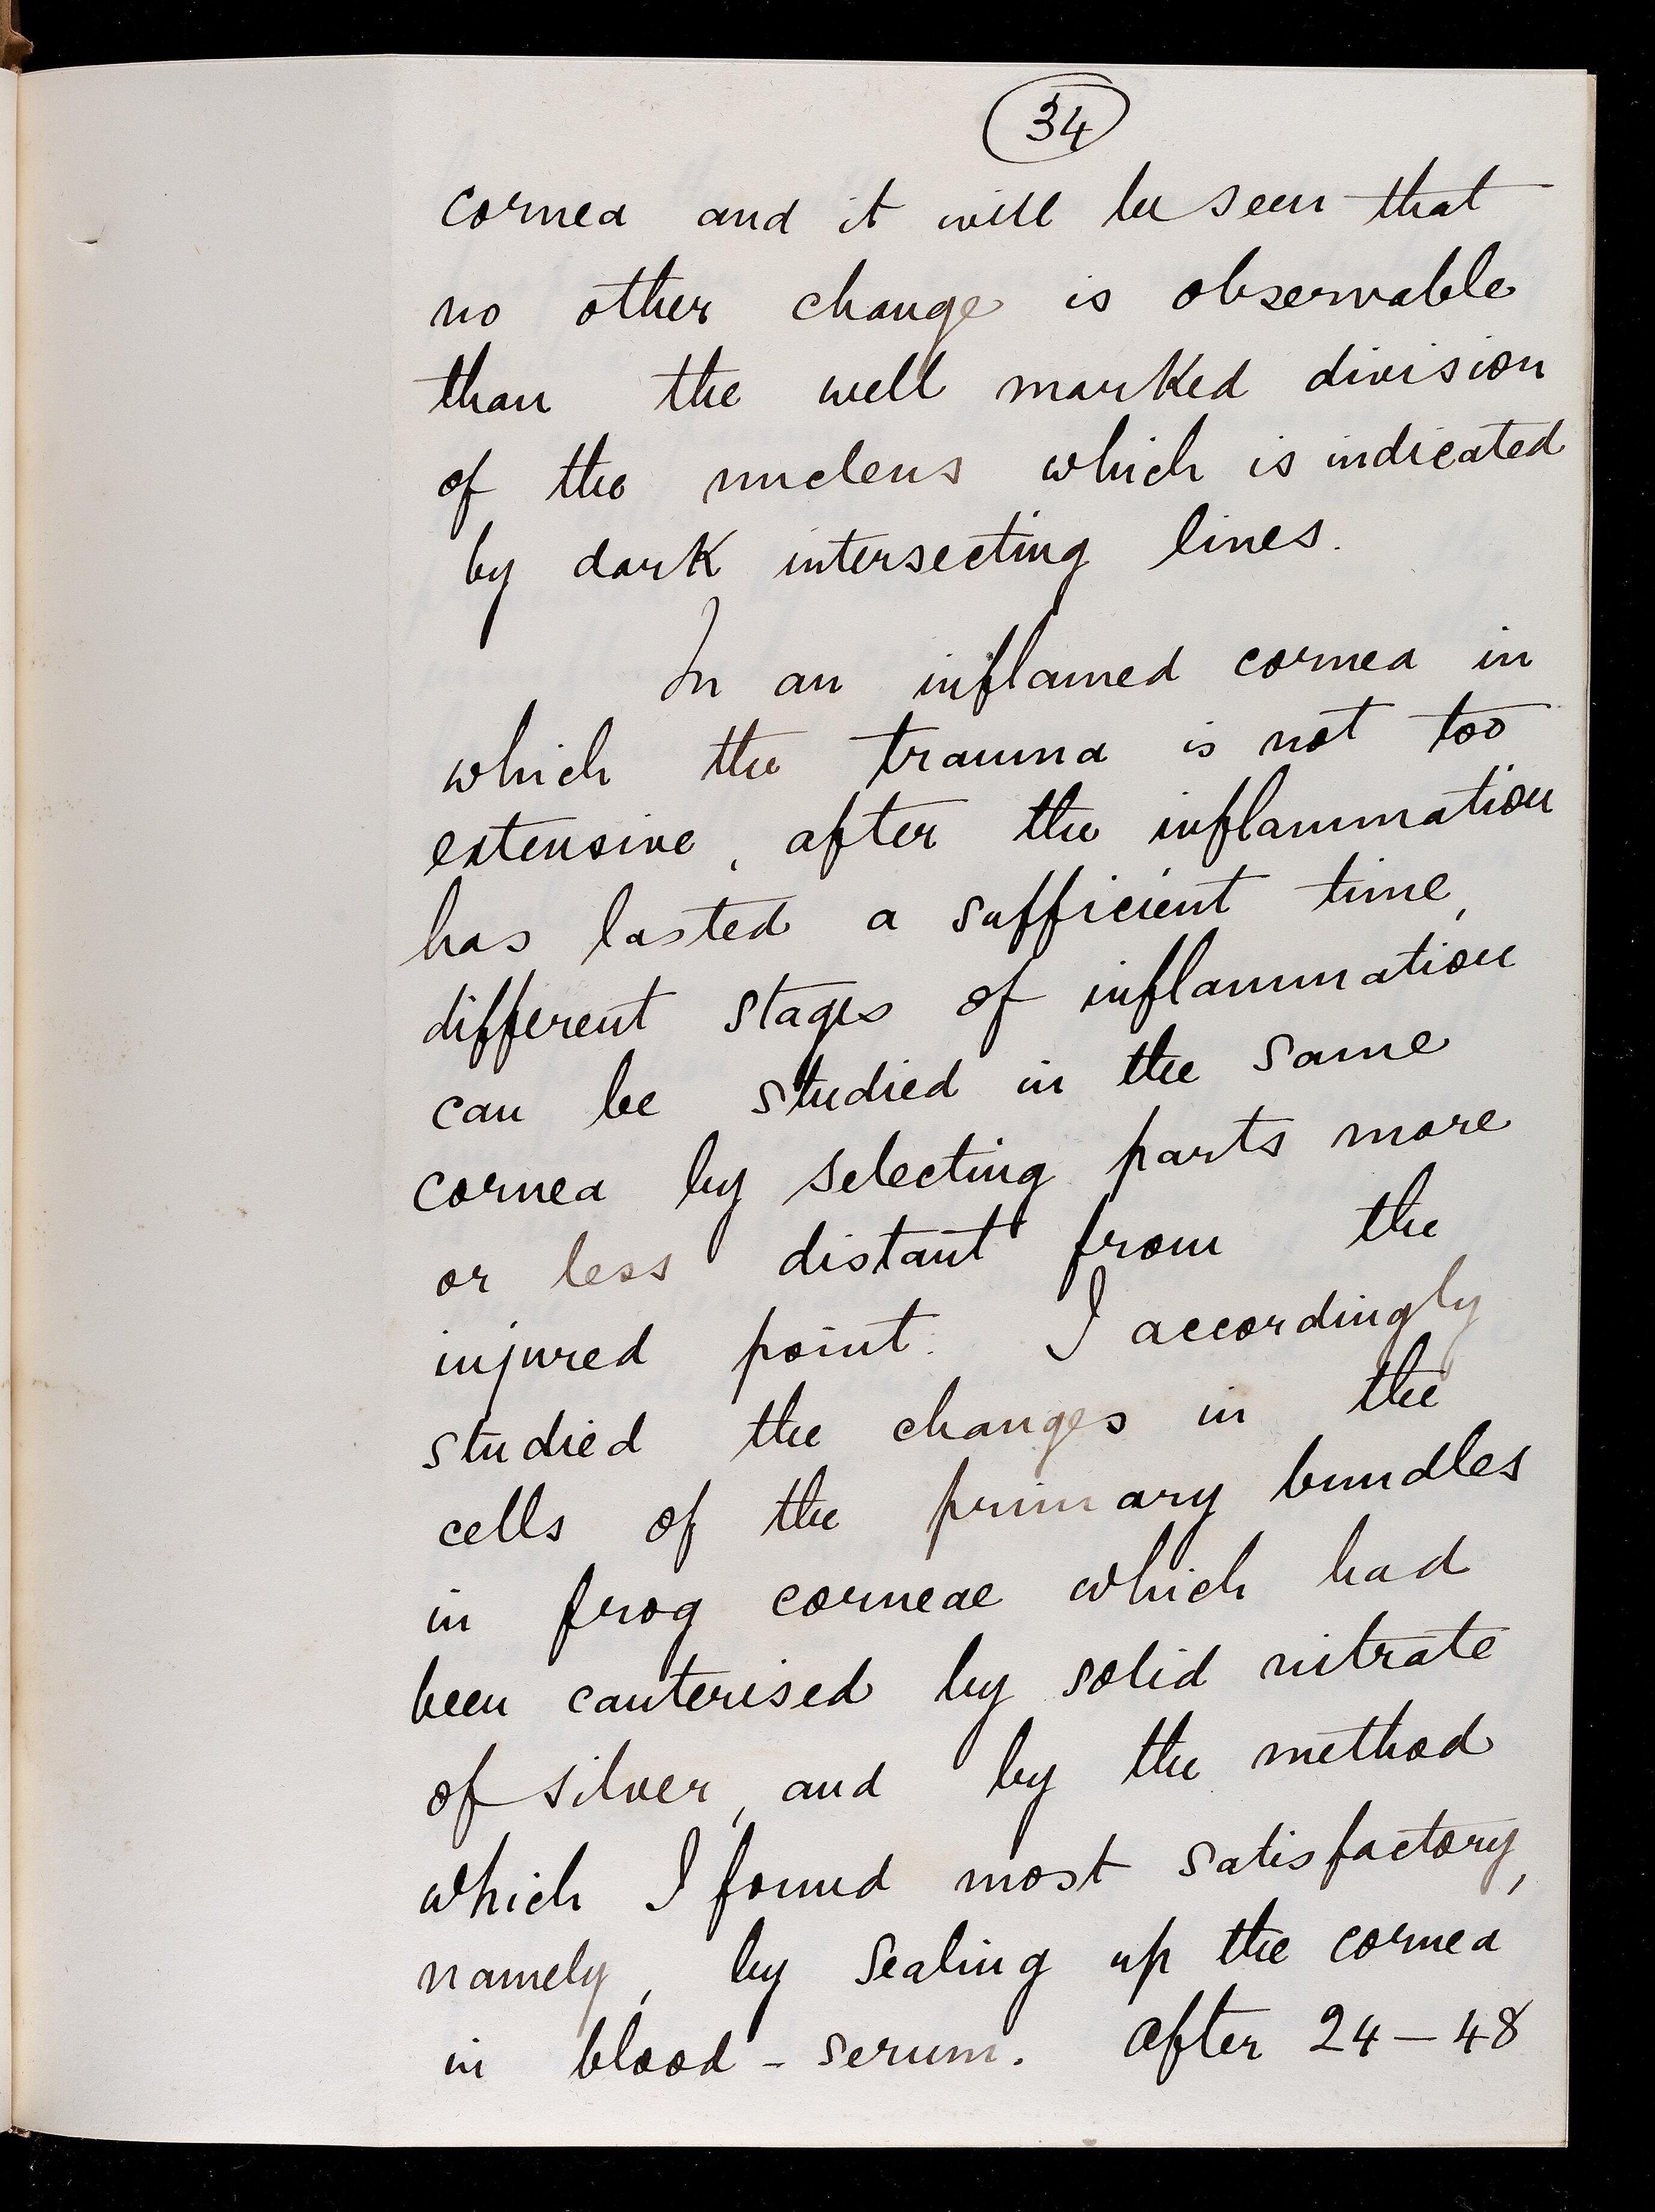 34
cornea and it will be seen that
no other change is observable
than the well marked division
of the nucleus which is indicated
by dark intersecting lines.
In an inflamed cornea in
which the trauma is not too
extensive, after the inflammation
has lasted a sufficient time,
different stages of inflammation
can be studied in the same
cornea by selecting parts more
or less distant from the
injured point. I accordingly
studied the changes in the
cells of the primary bundles
in frog corneae which had
been cauterised by solid nitrate
of silver, and by the method
which I found most satisfactory,
namely, by sealing up the cornea
in blood-serum. After 24-48